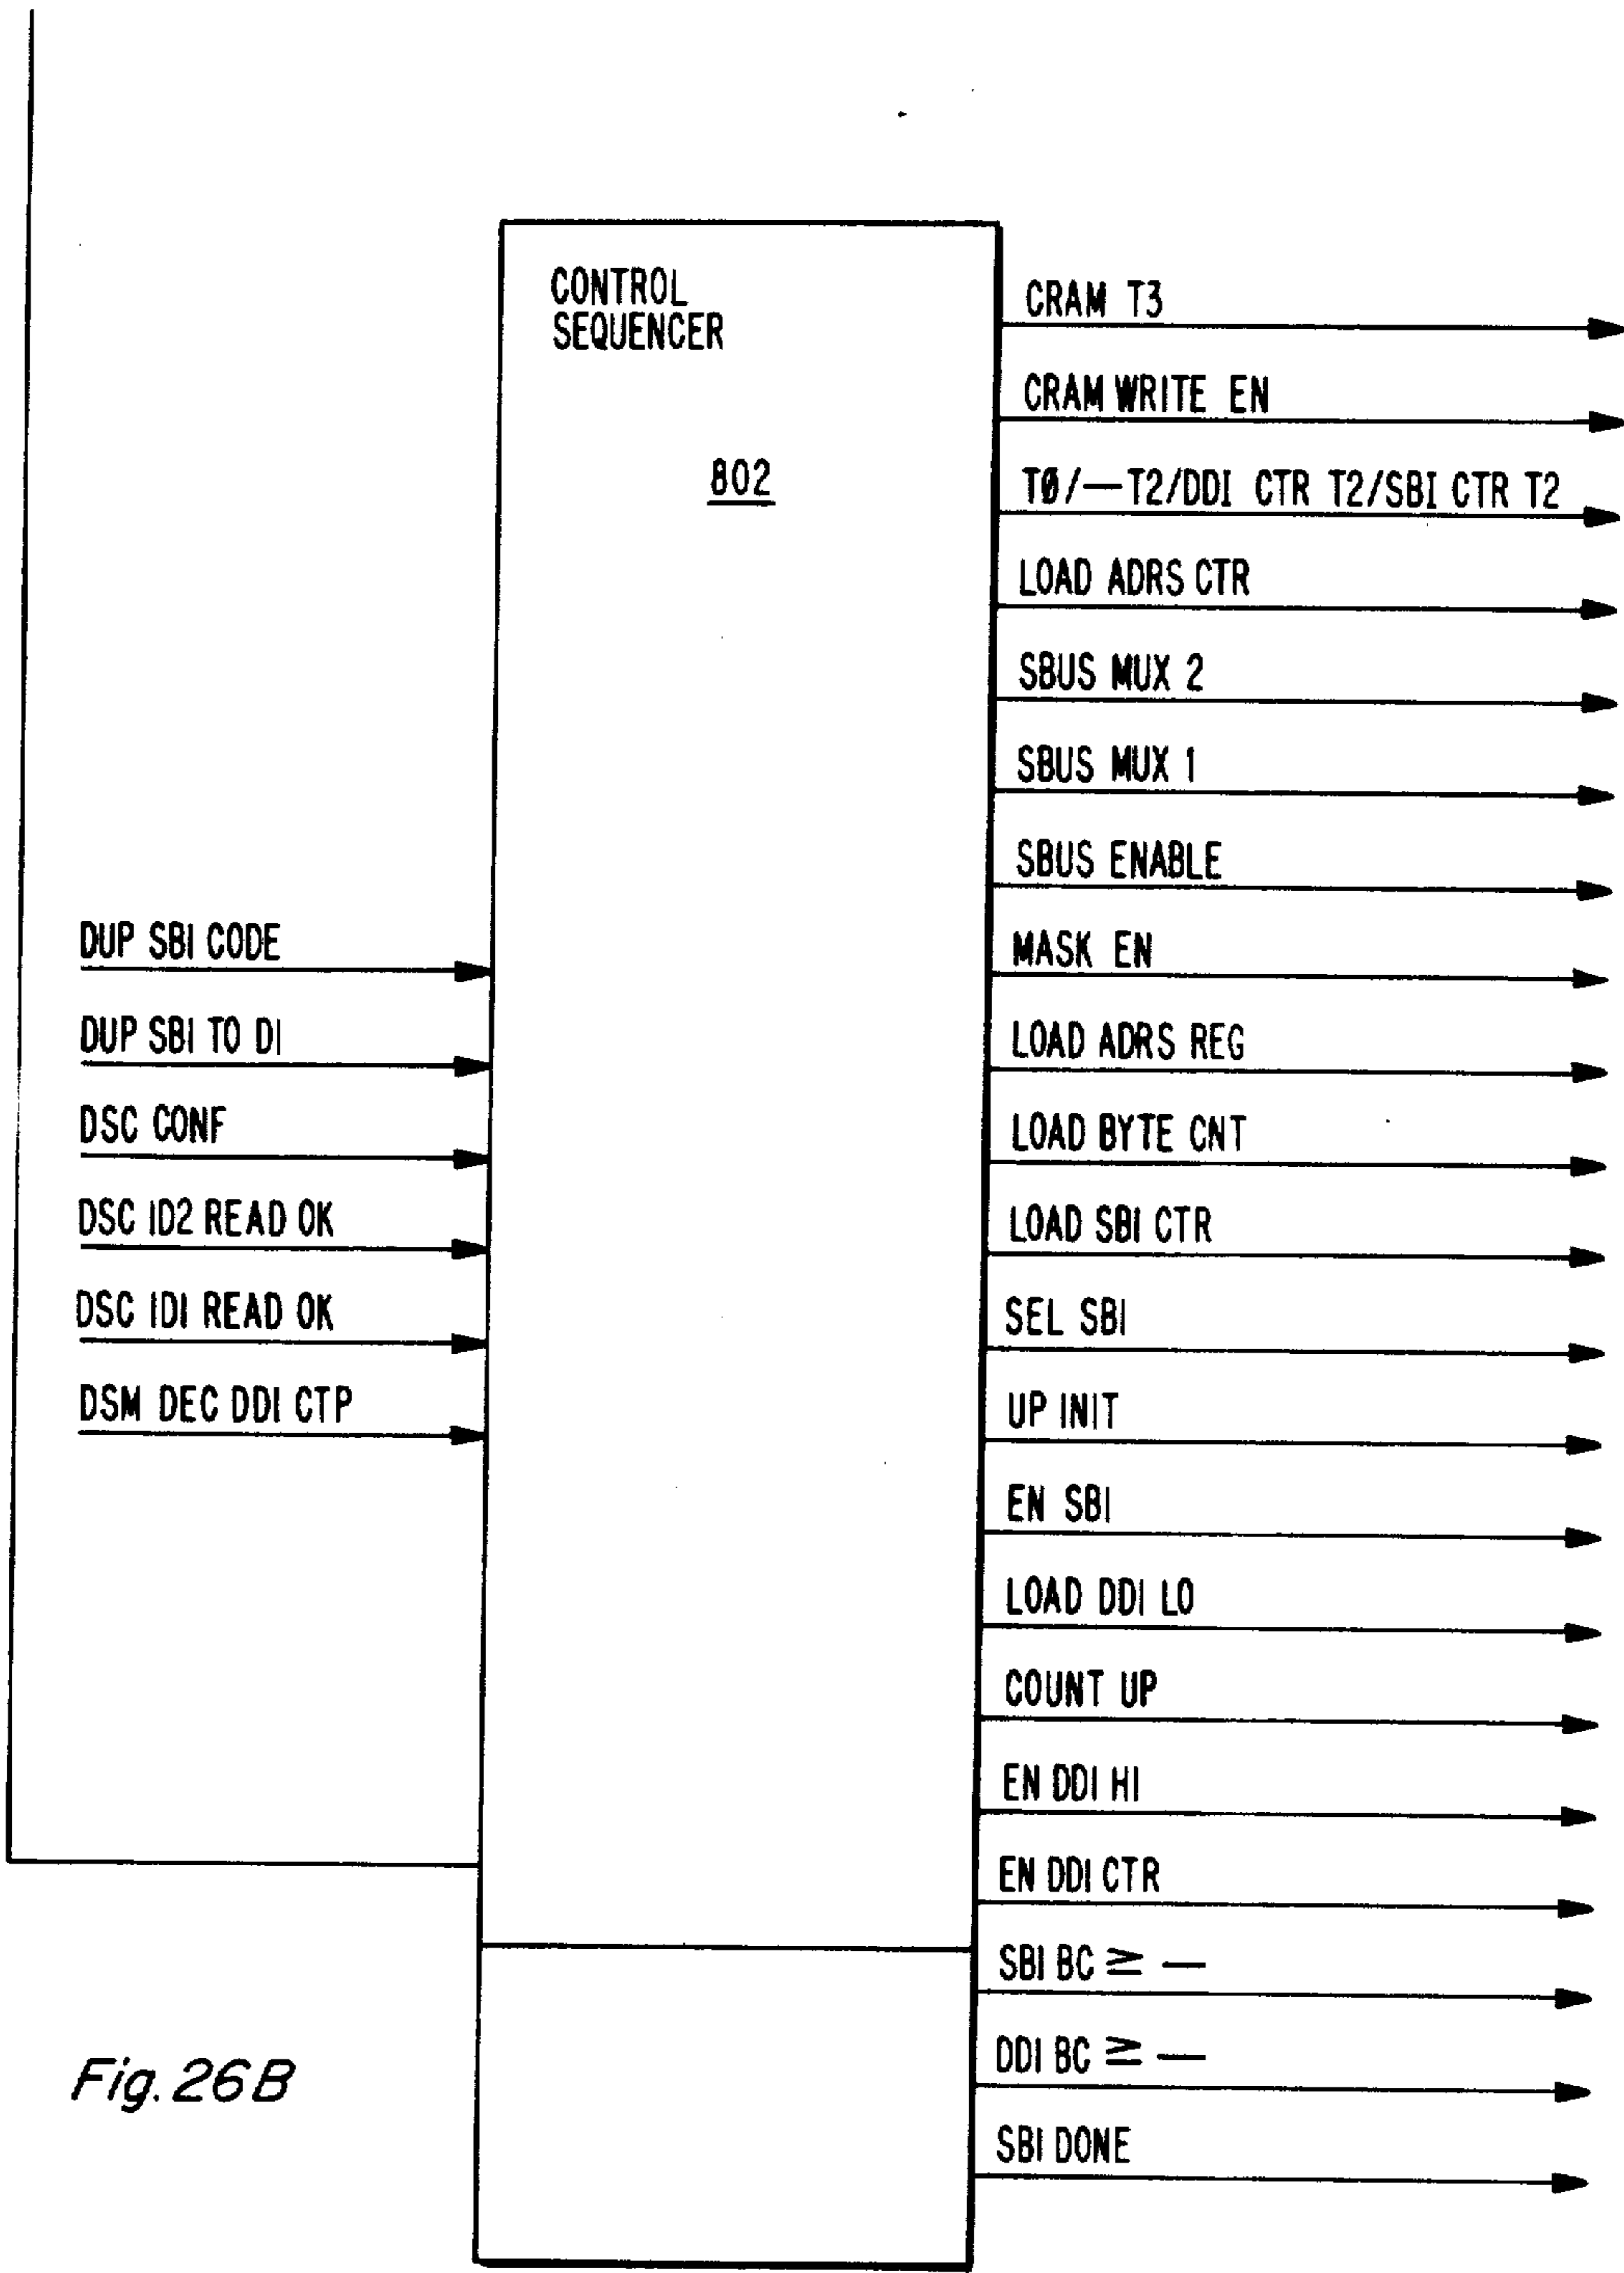 CONTROL
SEQUENCER
802
DUP SBI CODE
DUP SBI TO DI
DSC CONF
DSC ID2 READ OK
DSC ID1 READ OK
DSM DEC DDI CTP
CRAM T3
CRAM WRITE EN
TØ/—T2/DDI CTR T2/SBI CTR T2
LOAD ADRS CTR
SBUS MUX 2
SBUS MUX 1
SBUS ENABLE
MASK EN
LOAD ADRS REG
LOAD BYTE CNT
LOAD SBI CTR
SEL SBI
UP INIT
EN SBI
LOAD DDI LO
COUNT UP
EN DDI HI
EN DDI CTR
SBI BC ≥ —
DDI BC ≥ —
SBI DONE
Fig. 26B